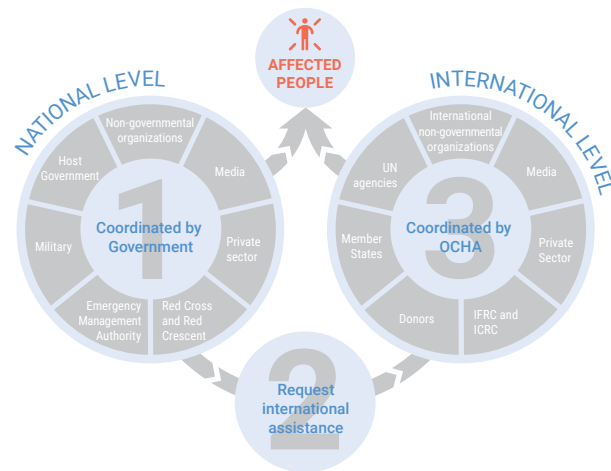 AFFECTED
PEOPLE
NATIONAL LEVEL
Non-governmental
organizations
Host
Government
Media
Military
Private
sector
Emergency
Management
Authority
Red Cross
and Red
Crescent
1
Coordinated by
Government
2
Request
international
assistance
INTERNATIONAL LEVEL
International
non-governmental
organizations
UN
agencies
Media
Member
States
Private
Sector
Donors
IFRC and
ICRC
3
Coordinated by
OCHA